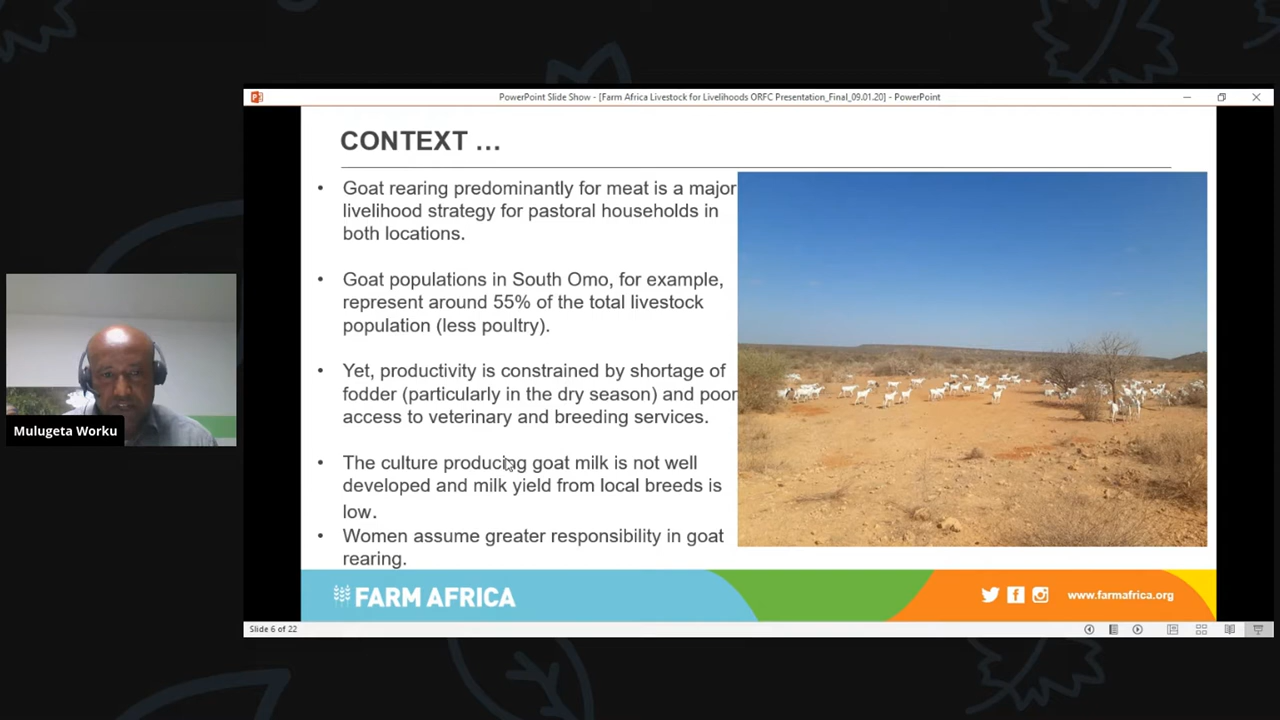 PowerPoint Slide Show - [Farm Africa Livestock for Livelihoods ORFC Presentation_Final_09.01.20] - PowerPoint
CONTEXT ...
• Goat rearing predominantly for meat is a major
livelihood strategy for pastoral households in
both locations.
• Goat populations in South Omo, for example,
represent around 55% of the total livestock
population (less poultry).
• Yet, productivity is constrained by shortage of
fodder (particularly in the dry season) and poor
access to veterinary and breeding services.
• The culture producing goat milk is not well
developed and milk yield from local breeds is
low.
• Women assume greater responsibility in goat
rearing.
Mulugeta Worku
FARM AFRICA
www.farmafrica.org
Slide 6 of 22